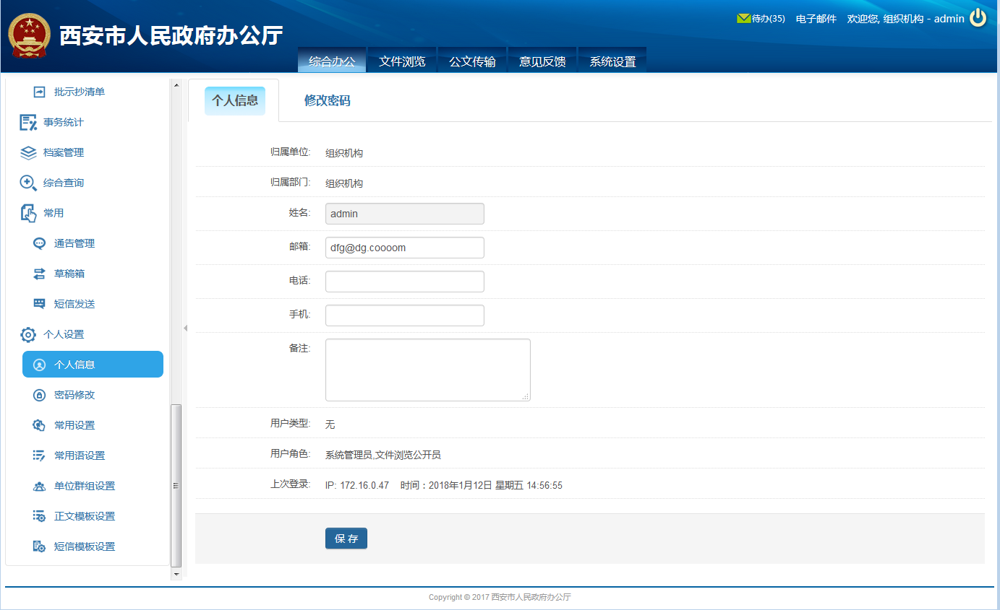 西安市人民政府办公厅
待办(35) 电子邮件 欢迎您, 组织机构 - admin
综合办公 文件浏览 公文传输 意见反馈 系统设置
批示抄清单
事务统计
档案管理
综合查询
常用
通告管理
草稿箱
短信发送
个人设置
个人信息
密码修改
常用设置
常用语设置
单位群组设置
正文模板设置
短信模板设置
个人信息 修改密码
归属单位: 组织机构
归属部门: 组织机构
姓名: admin
邮箱: dfg@dg.coooom
电话:
手机:
备注:
用户类型: 无
用户角色: 系统管理员,文件浏览公开员
上次登录: IP: 172.16.0.47 时间：2018年1月12日 星期五 14:56:55
保 存
Copyright © 2017 西安市人民政府办公厅